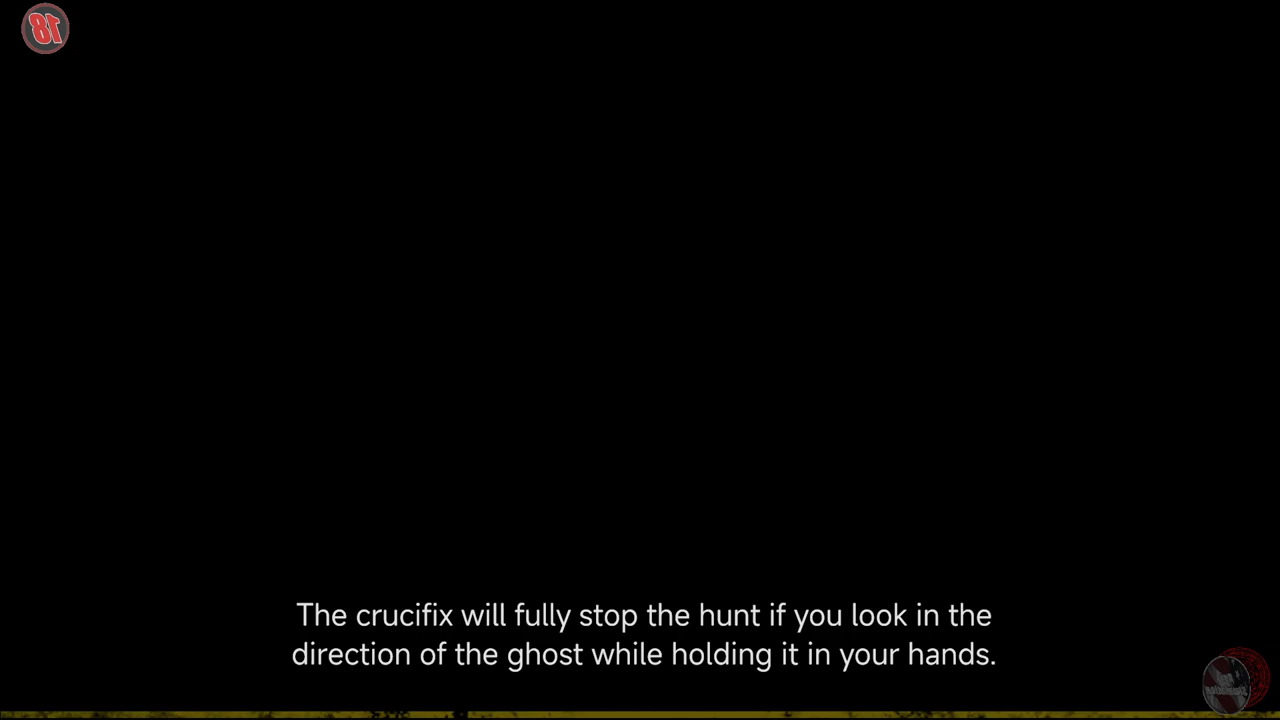 18
The crucifix will fully stop the hunt if you look in the
direction of the ghost while holding it in your hands.